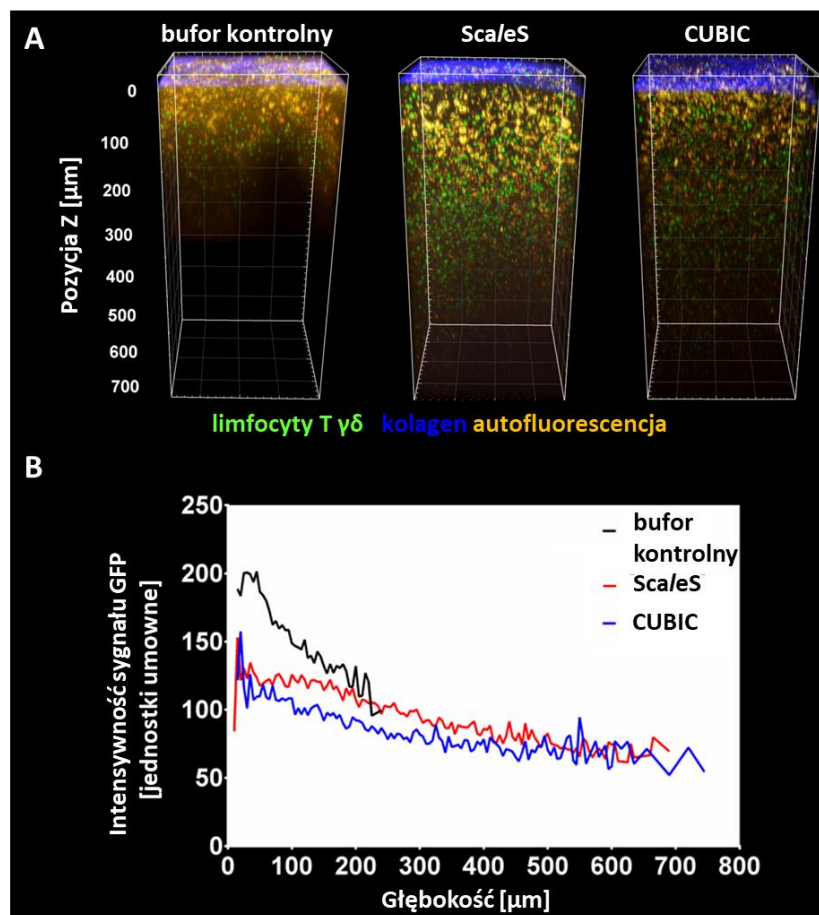 A
bufor kontrolny
ScaleS
CUBIC
Pozycja Z [µm]
0
100
200
300
400
500
600
700
limfocyty T γδ kolagen autofluorescencja
B
Intensywność sygnału GFP
[jednostki umowne]
250
200
150
100
50
0
bufor
kontrolny
ScaleS
CUBIC
0 100 200 300 400 500 600 700 800
Głębokość [µm]